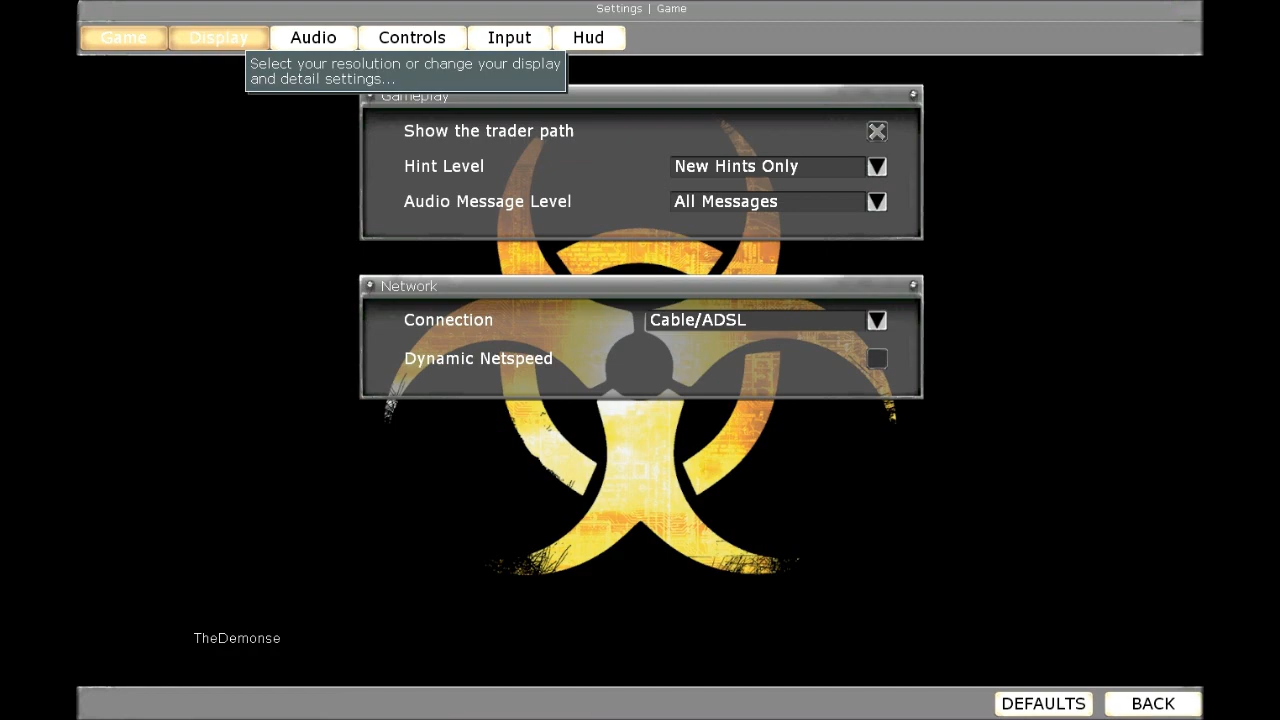 Settings | Game
Game
Display
Audio
Controls
Input
Hud
Select your resolution or change your display
and detail settings...
Gameplay
Show the trader path
Hint Level
New Hints Only
Audio Message Level
All Messages
Network
Connection
Cable/ADSL
Dynamic Netspeed
TheDemonse
DEFAULTS
BACK